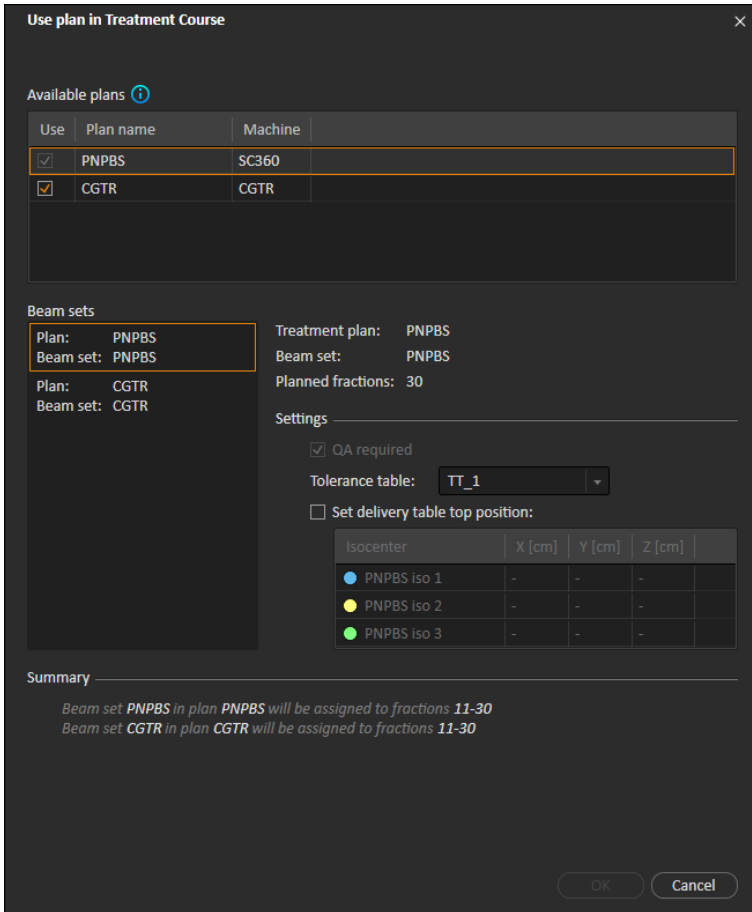 Use plan in Treatment Course
Available plans
Use Plan name Machine
PNPBS SC360
CGTR CGTR
Beam sets
Plan: PNPBS
Beam set: PNPBS
Plan: CGTR
Beam set: CGTR
Treatment plan: PNPBS
Beam set: PNPBS
Planned fractions: 30
Settings
QA required
Tolerance table: TT_1
Set delivery table top position:
Isocenter X [cm] Y [cm] Z [cm]
PNPBS iso 1 - - -
PNPBS iso 2 - - -
PNPBS iso 3 - - -
Summary
Beam set PNPBS in plan PNPBS will be assigned to fractions 11-30
Beam set CGTR in plan CGTR will be assigned to fractions 11-30
OK Cancel